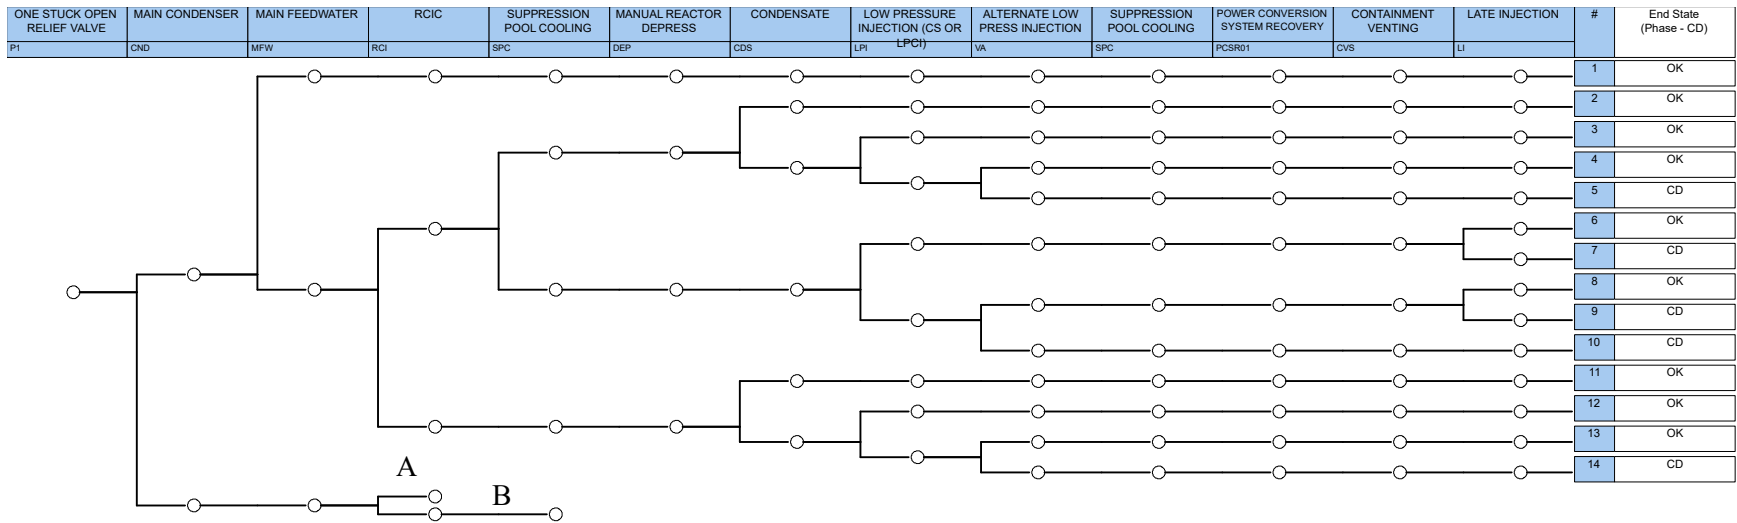 ONE STUCK OPEN
RELIEF VALVE
MAIN CONDENSER
MAIN FEEDWATER
RCIC
SUPPRESSION
POOL COOLING
MANUAL REACTOR
DEPRESS
CONDENSATE
LOW PRESSURE
INJECTION (CS OR
LPCI)
ALTERNATE LOW
PRESS INJECTION
SUPPRESSION
POOL COOLING
POWER CONVERSION
SYSTEM RECOVERY
CONTAINMENT
VENTING
LATE INJECTION
#
End State
(Phase - CD)
P1
CND
MFW
RCI
SPC
DEP
CDS
LPI
VA
SPC
PCSR01
CVS
LI
1 OK
2 OK
3 OK
4 OK
5 CD
6 OK
7 CD
8 OK
9 CD
10 CD
11 OK
12 OK
13 OK
14 CD
A
B